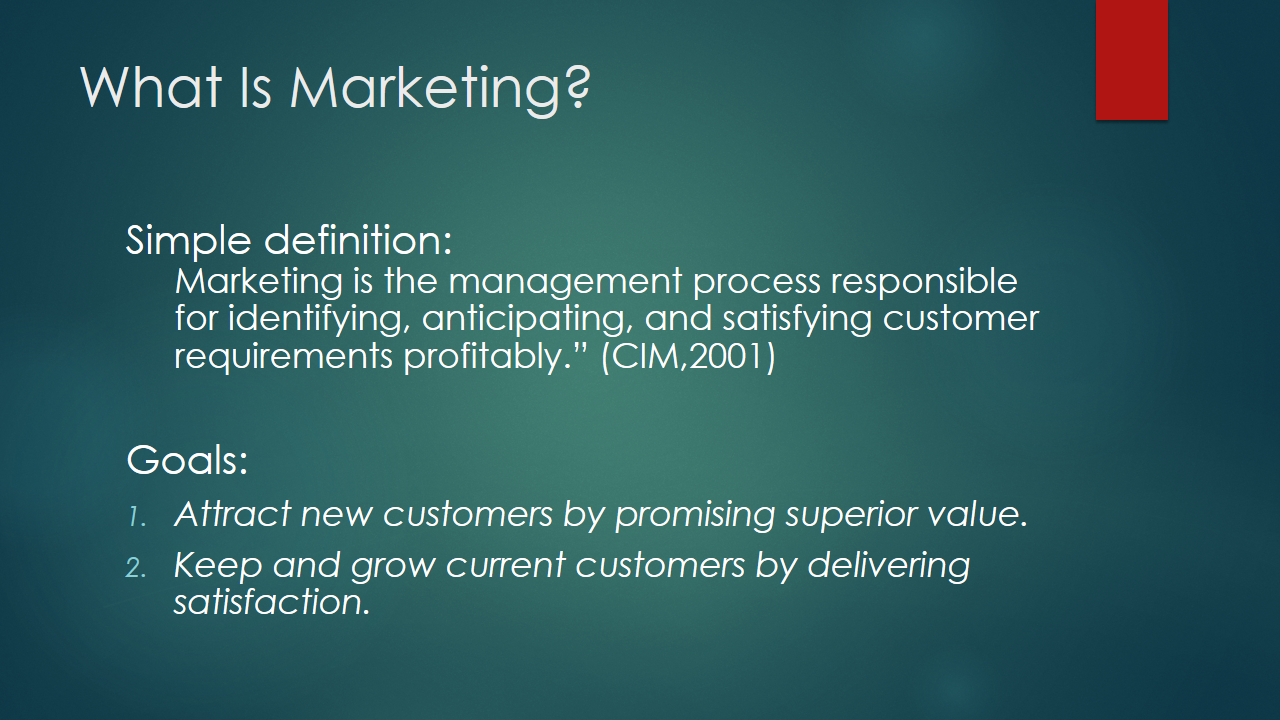 What Is Marketing?
Simple definition:
Marketing is the management process responsible
for identifying, anticipating, and satisfying customer
requirements profitably.” (CIM,2001)
Goals:
1. Attract new customers by promising superior value.
2. Keep and grow current customers by delivering
satisfaction.